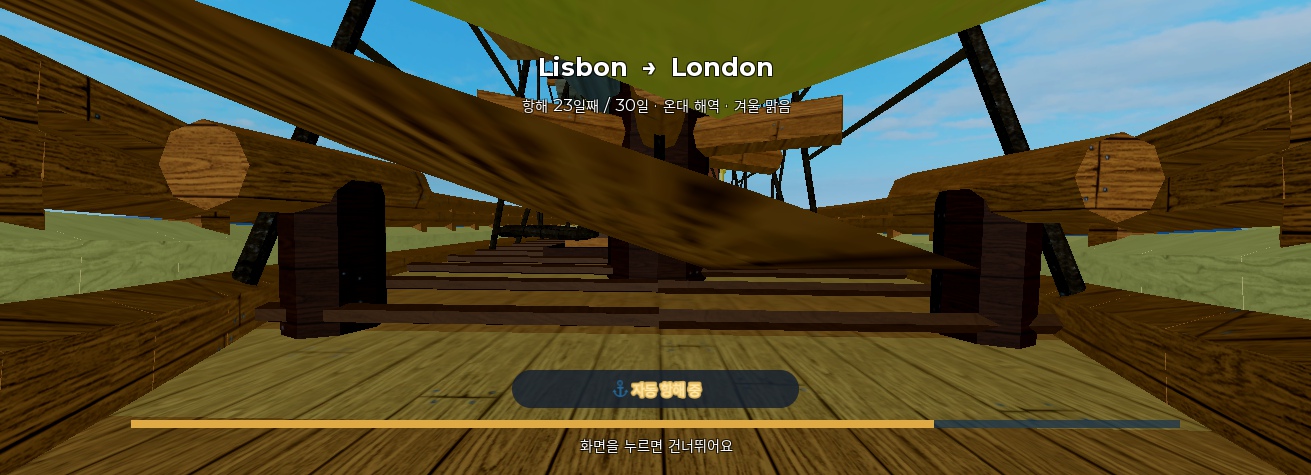 Lisbon → London
항해 23일째 / 30일 · 온대 해역 · 겨울 맑음
⚓ 자동 항해 중
화면을 누르면 건너뛰어요